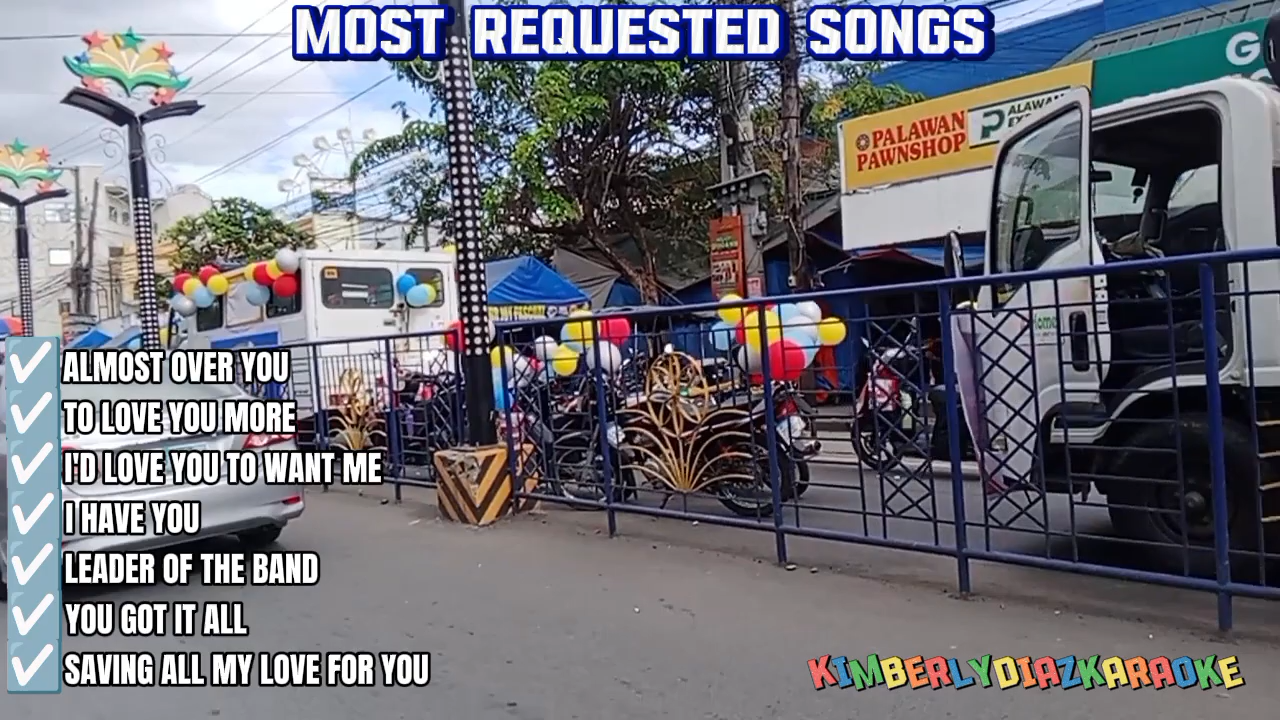 MOST REQUESTED SONGS
G
PALAWAN
PAWNSHOP
P
ALAWAN
ALMOST OVER YOU
TO LOVE YOU MORE
I'D LOVE YOU TO WANT ME
I HAVE YOU
LEADER OF THE BAND
YOU GOT IT ALL
SAVING ALL MY LOVE FOR YOU
KIMBERLYDIAZKARAOKE